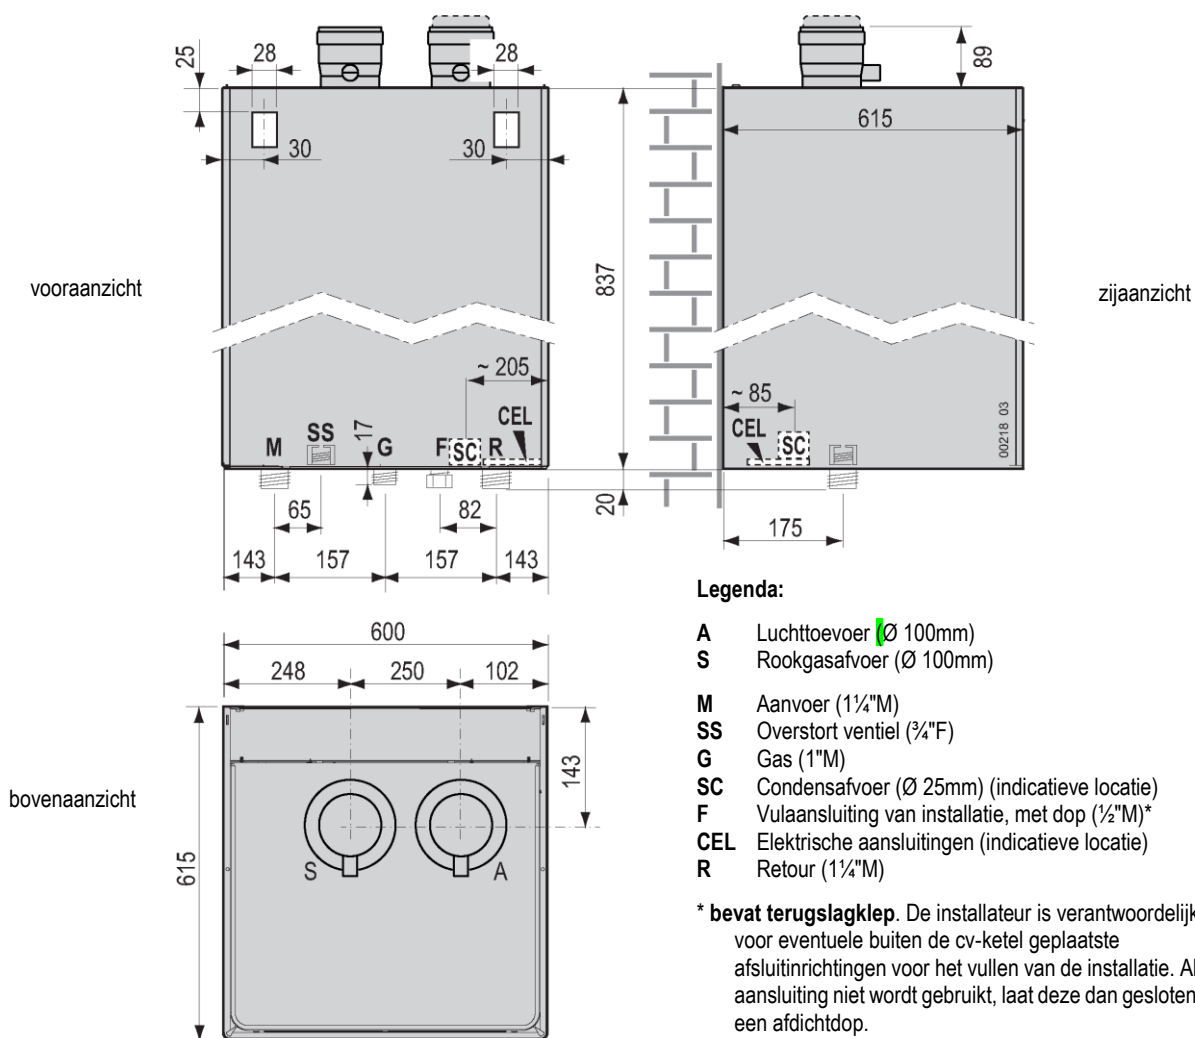 25
28
28
89
30
30
615
vooraanzicht
837
zijaanzicht
~ 205
~ 85
CEL
CEL
M
SS
17
G
F
SC
R
SC
00218 03
20
65
82
175
143
157
157
143
600
248
250
102
143
bovenaanzicht
615
S
A
Legenda:
A Luchttoevoer (Ø 100mm)
S Rookgasafvoer (Ø 100mm)
M Aanvoer (1¼"M)
SS Overstort ventiel (¾"F)
G Gas (1"M)
SC Condensafvoer (Ø 25mm) (indicatieve locatie)
F Vulaansluiting van installatie, met dop (½"M)*
CEL Elektrische aansluitingen (indicatieve locatie)
R Retour (1¼"M)
* bevat terugslagklep. De installateur is verantwoordelijk
voor eventuele buiten de cv-ketel geplaatste
afsluitinrichtingen voor het vullen van de installatie. Al
aansluiting niet wordt gebruikt, laat deze dan gesloten
een afdichtdop.